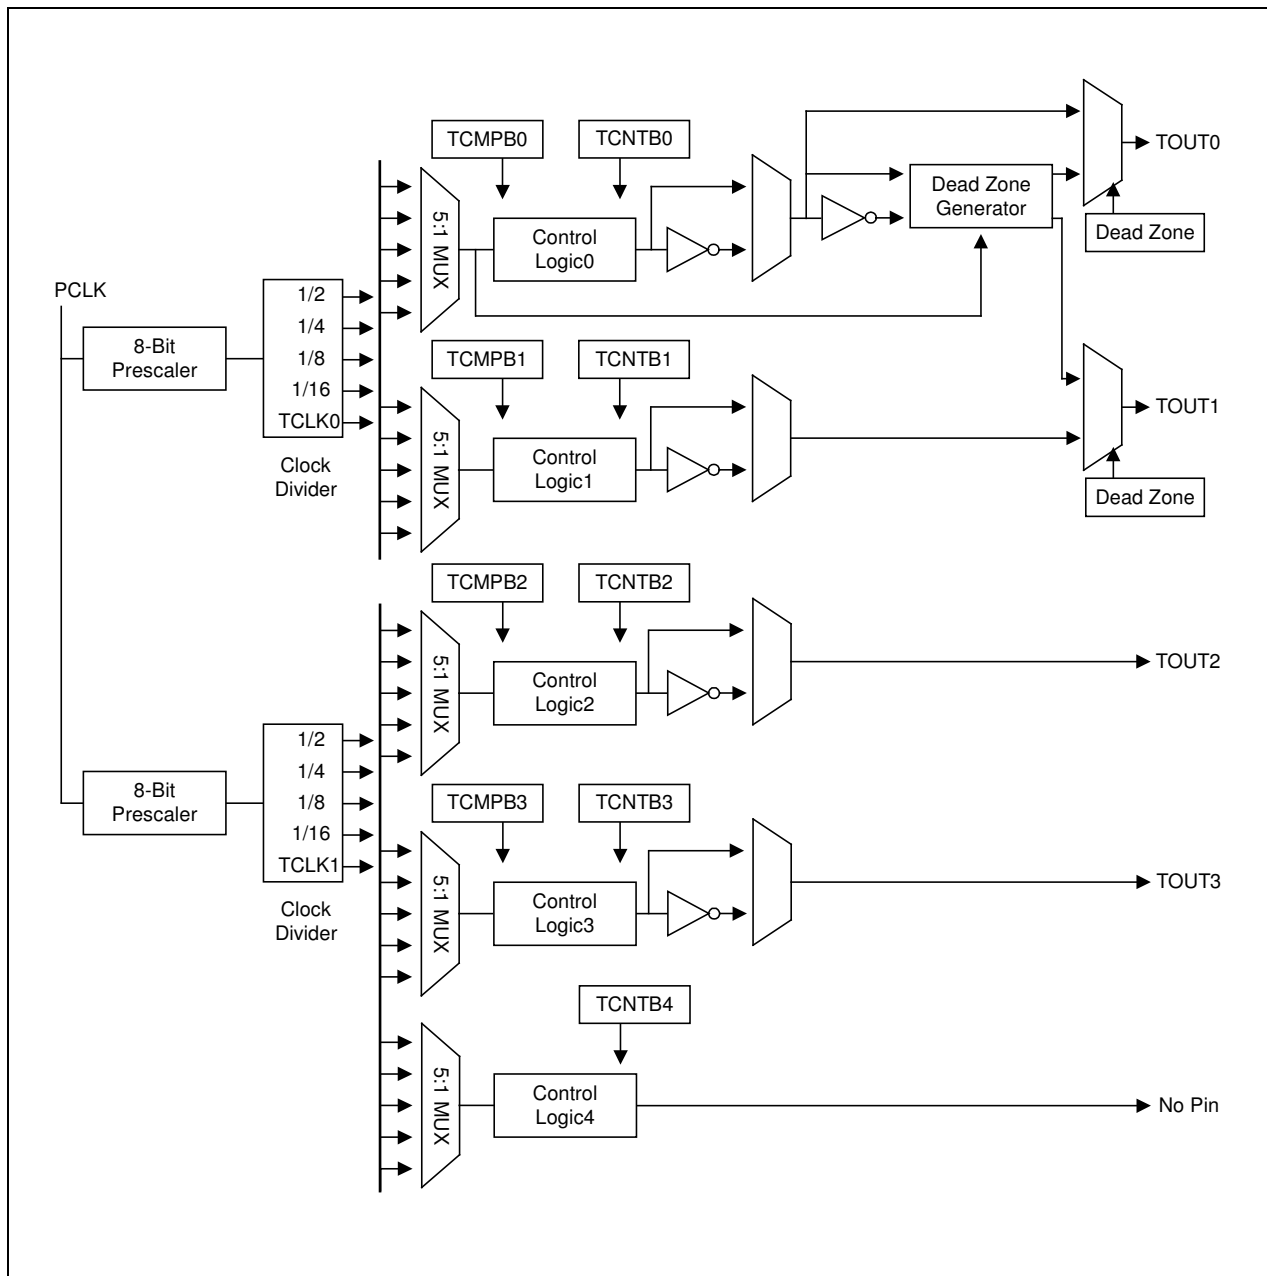 TCMPB0
TCNTB0
TOUT0
Dead Zone
Generator
5:1 MUX
Control
Logic0
Dead Zone
PCLK
1/2
1/4
8-Bit
Prescaler
1/8
1/16
TCLK0
Clock
Divider
TCMPB1
TCNTB1
TOUT1
5:1 MUX
Control
Logic1
Dead Zone
TCMPB2
TCNTB2
TOUT2
5:1 MUX
Control
Logic2
1/2
1/4
8-Bit
Prescaler
1/8
1/16
TCLK1
Clock
Divider
TCMPB3
TCNTB3
TOUT3
5:1 MUX
Control
Logic3
TCNTB4
5:1 MUX
Control
Logic4
No Pin